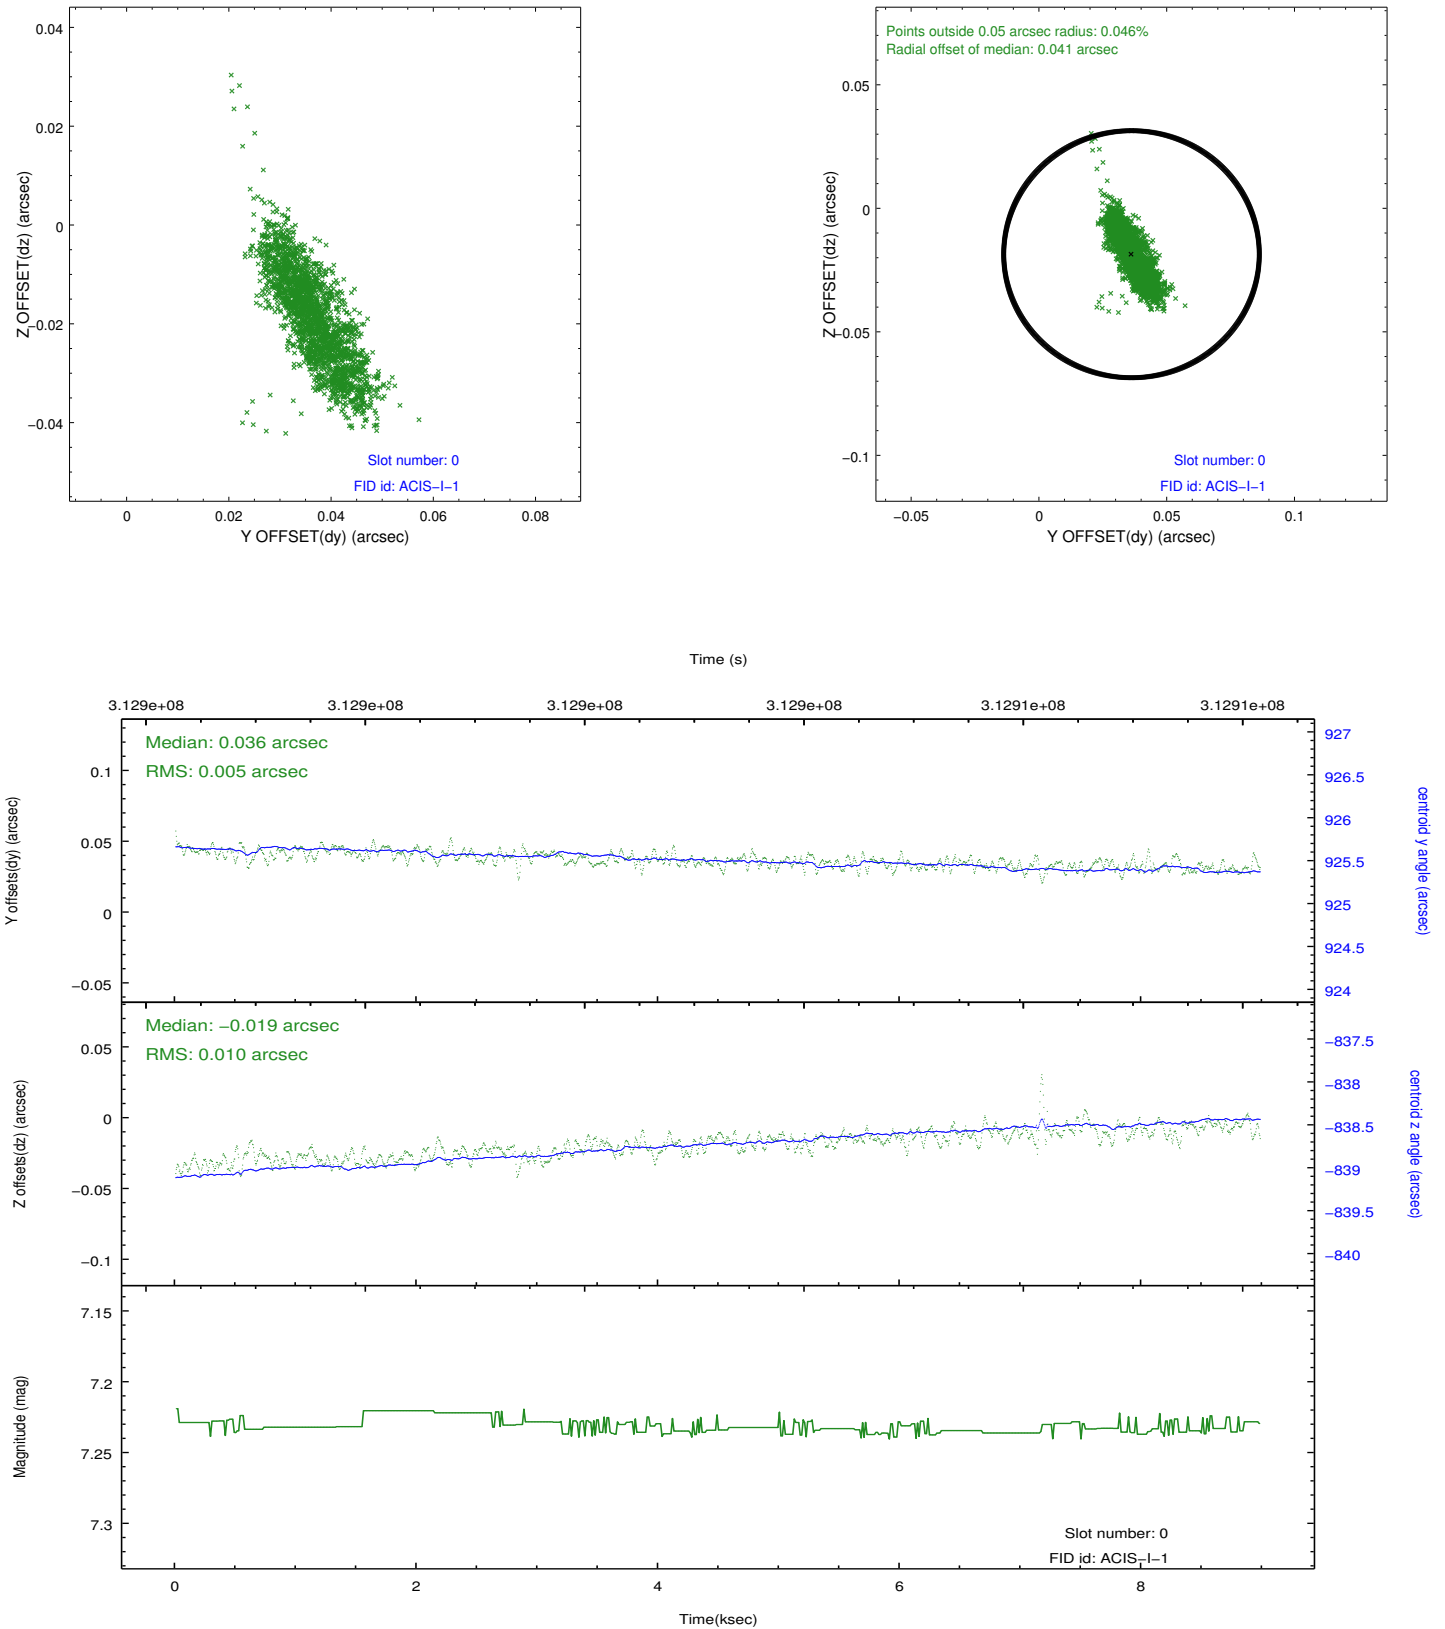 0.04
0.02
0
−0.02
−0.04
Z OFFSET(dz) (arcsec)
Slot number: 0
FID id: ACIS−I−1
0
0.02
0.04
0.06
0.08
Y OFFSET(dy) (arcsec)
Points outside 0.05 arcsec radius: 0.046%
Radial offset of median: 0.041 arcsec
0.05
0
−0.05
−0.1
Z OFFSET(dz) (arcsec)
Slot number: 0
FID id: ACIS−I−1
−0.05
0
0.05
0.1
Y OFFSET(dy) (arcsec)
Time (s)
3.129e+08
3.129e+08
3.129e+08
3.129e+08
3.1291e+08
3.1291e+08
Median: 0.036 arcsec
RMS: 0.005 arcsec
0.1
0.05
0
−0.05
Y offsets(dy) (arcsec)
927
926.5
926
925.5
925
924.5
924
centroid y angle (arcsec)
Median: −0.019 arcsec
RMS: 0.010 arcsec
0.05
0
−0.05
−0.1
Z offsets(dz) (arcsec)
−837.5
−838
−838.5
−839
−839.5
−840
centroid z angle (arcsec)
7.15
7.2
7.25
7.3
Magnitude (mag)
Slot number: 0
FID id: ACIS−I−1
0
2
4
6
8
Time(ksec)